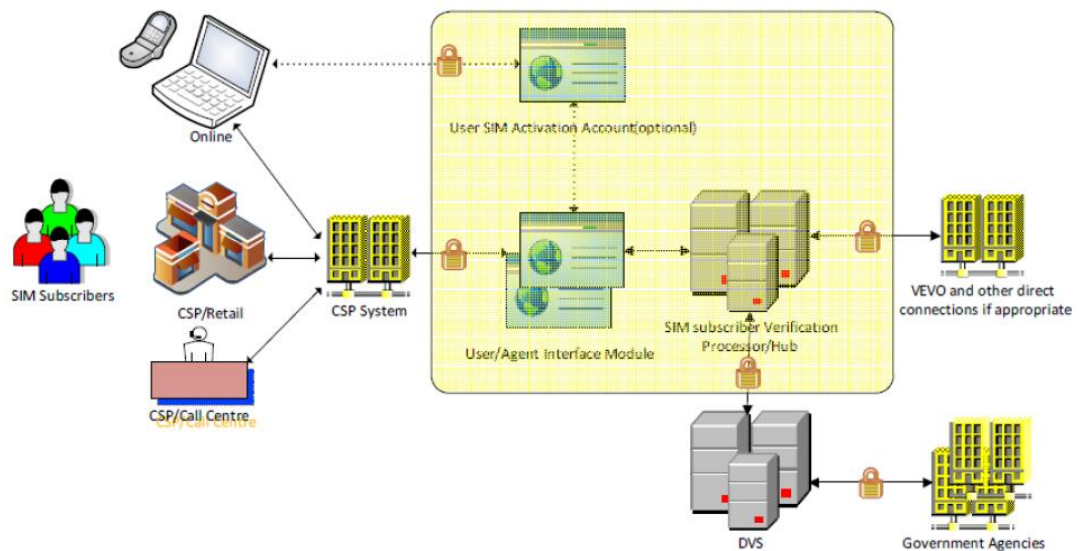 Online
User SIM Activation Account(optional)
SIM Subscribers
CSP/Retail
CSP System
VEVO and other direct
connections if appropriate
User/Agent Interface Module
SIM subscriber Verification
Processor/Hub
CSP/Call Centre
CSP/Call Centre
DVS
Government Agencies